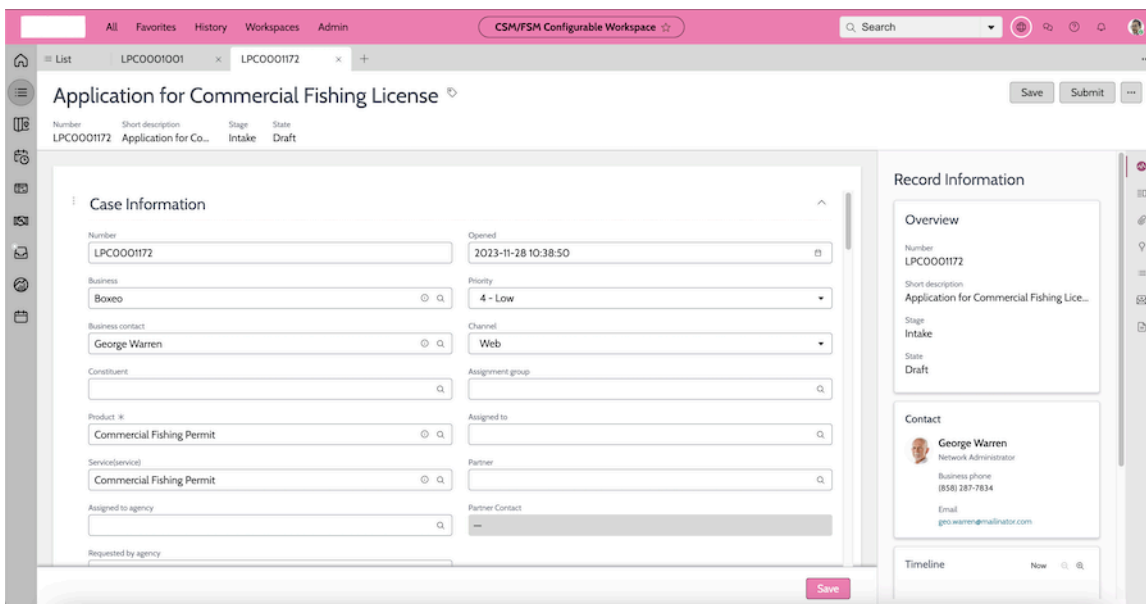 All Favorites History Workspaces Admin CSM/FSM Configurable Workspace Search
List LPC0001001 LPC0001172
Application for Commercial Fishing License Save Submit
Number Short description Stage State
LPC0001172 Application for Co... Intake Draft
Case Information
Number
LPC0001172
Opened
2023-11-28 10:38:50
Business
Boxeo
Priority
4 - Low
Business contact
George Warren
Channel
Web
Constituent
Assignment group
Product
Commercial Fishing Permit
Assigned to
Service(service)
Commercial Fishing Permit
Partner
Assigned to agency
Partner Contact
—
Requested by agency
Save
Record Information
Overview
Number
LPC0001172
Short description
Application for Commercial Fishing Lice...
Stage
Intake
State
Draft
Contact
George Warren
Network Administrator
Business phone
(858) 287-7834
Email
geo.warren@mailinator.com
Timeline Now